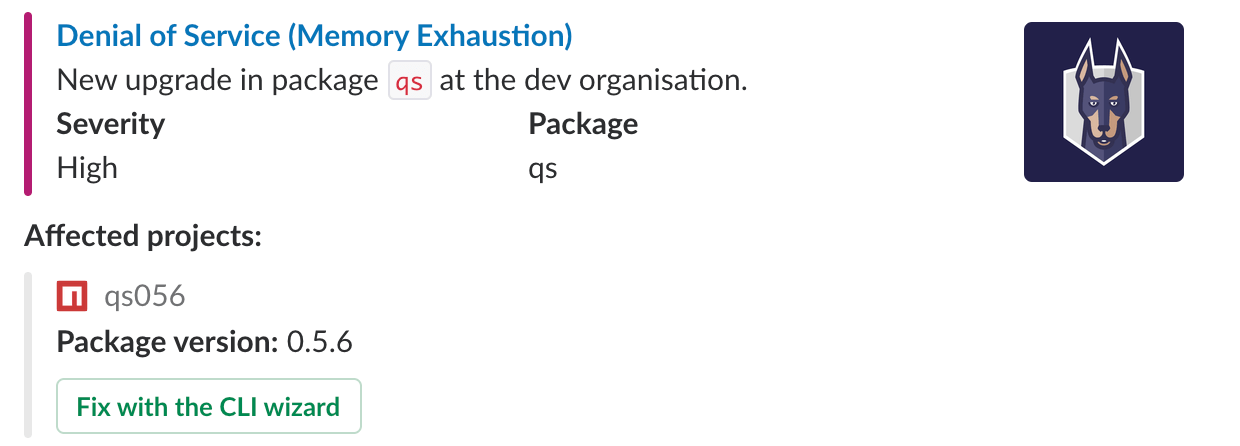 Denial of Service (Memory Exhaustion)
New upgrade in package qs at the dev organisation.
Severity Package
High qs
Affected projects:
qs056
Package version: 0.5.6
Fix with the CLI wizard